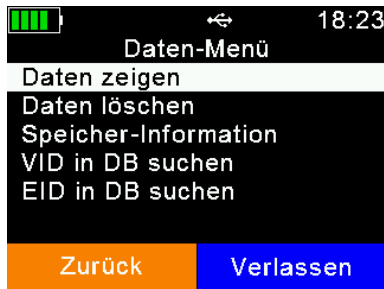 18:23
Daten-Menü
Daten zeigen
Daten löschen
Speicher-Information
VID in DB suchen
EID in DB suchen
Zurück
Verlassen